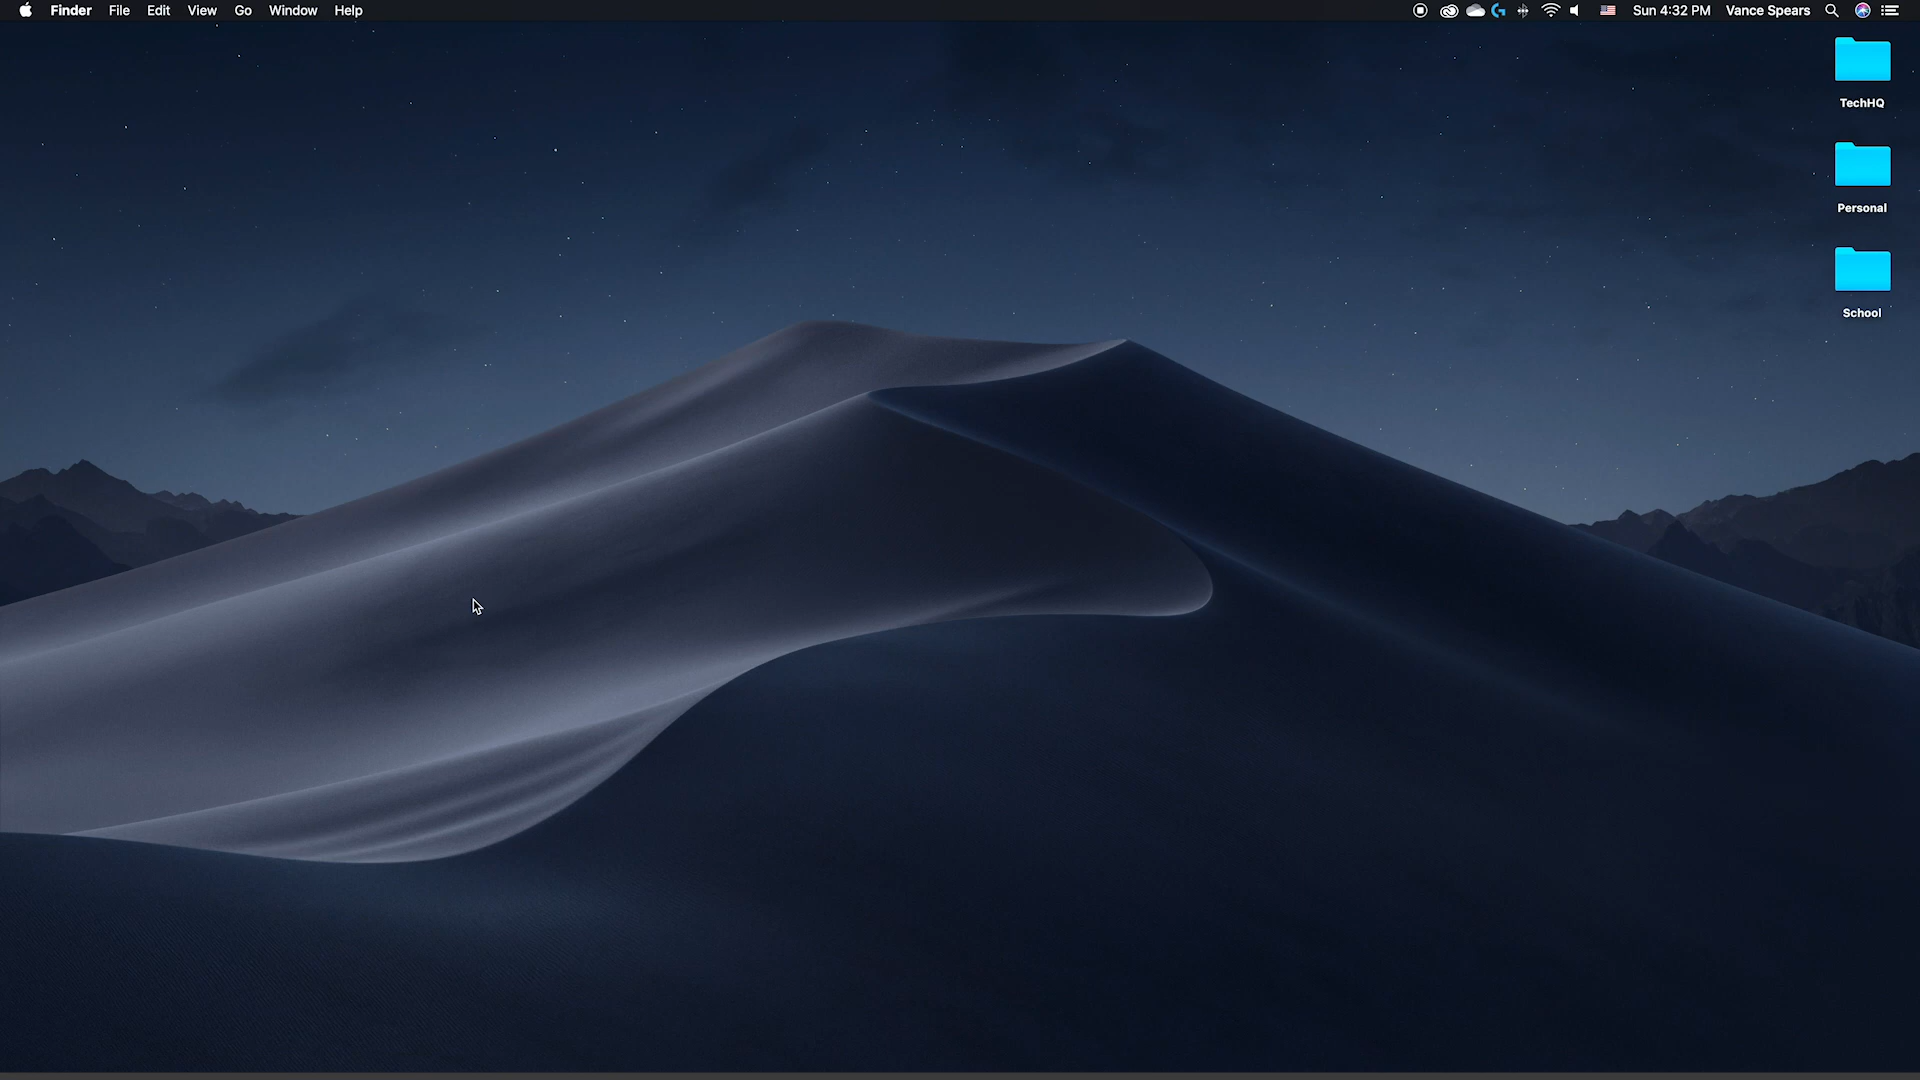 Finder File Edit View Go Window Help Sun 4:32 PM Vance Spears
TechHQ
Personal
School